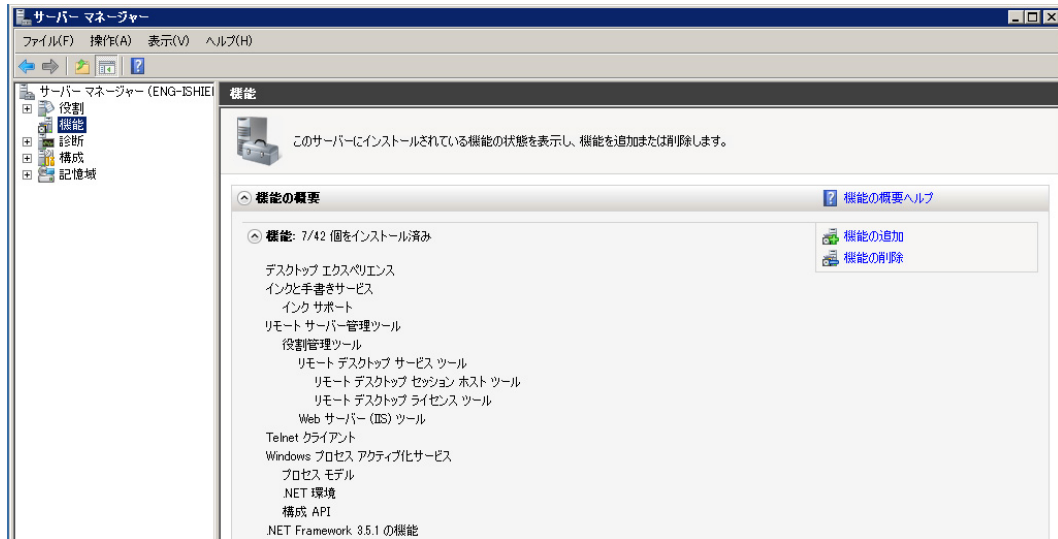 サーバー マネージャー
ファイル(F) 操作(A) 表示(V) ヘルプ(H)
サーバー マネージャー (ENG-ISHIEI
役割
機能
診断
構成
記憶域
機能
このサーバーにインストールされている機能の状態を表示し、機能を追加または削除します。
機能の概要
機能の概要ヘルプ
機能: 7/42 個をインストール済み
機能の追加
機能の削除
デスクトップ エクスペリエンス
インクと手書きサービス
インク サポート
リモート サーバー管理ツール
役割管理ツール
リモート デスクトップ サービス ツール
リモート デスクトップ セッション ホスト ツール
リモート デスクトップ ライセンス ツール
Web サーバー (IIS) ツール
Telnet クライアント
Windows プロセス アクティブ化サービス
プロセス モデル
.NET 環境
構成 API
.NET Framework 3.5.1 の機能